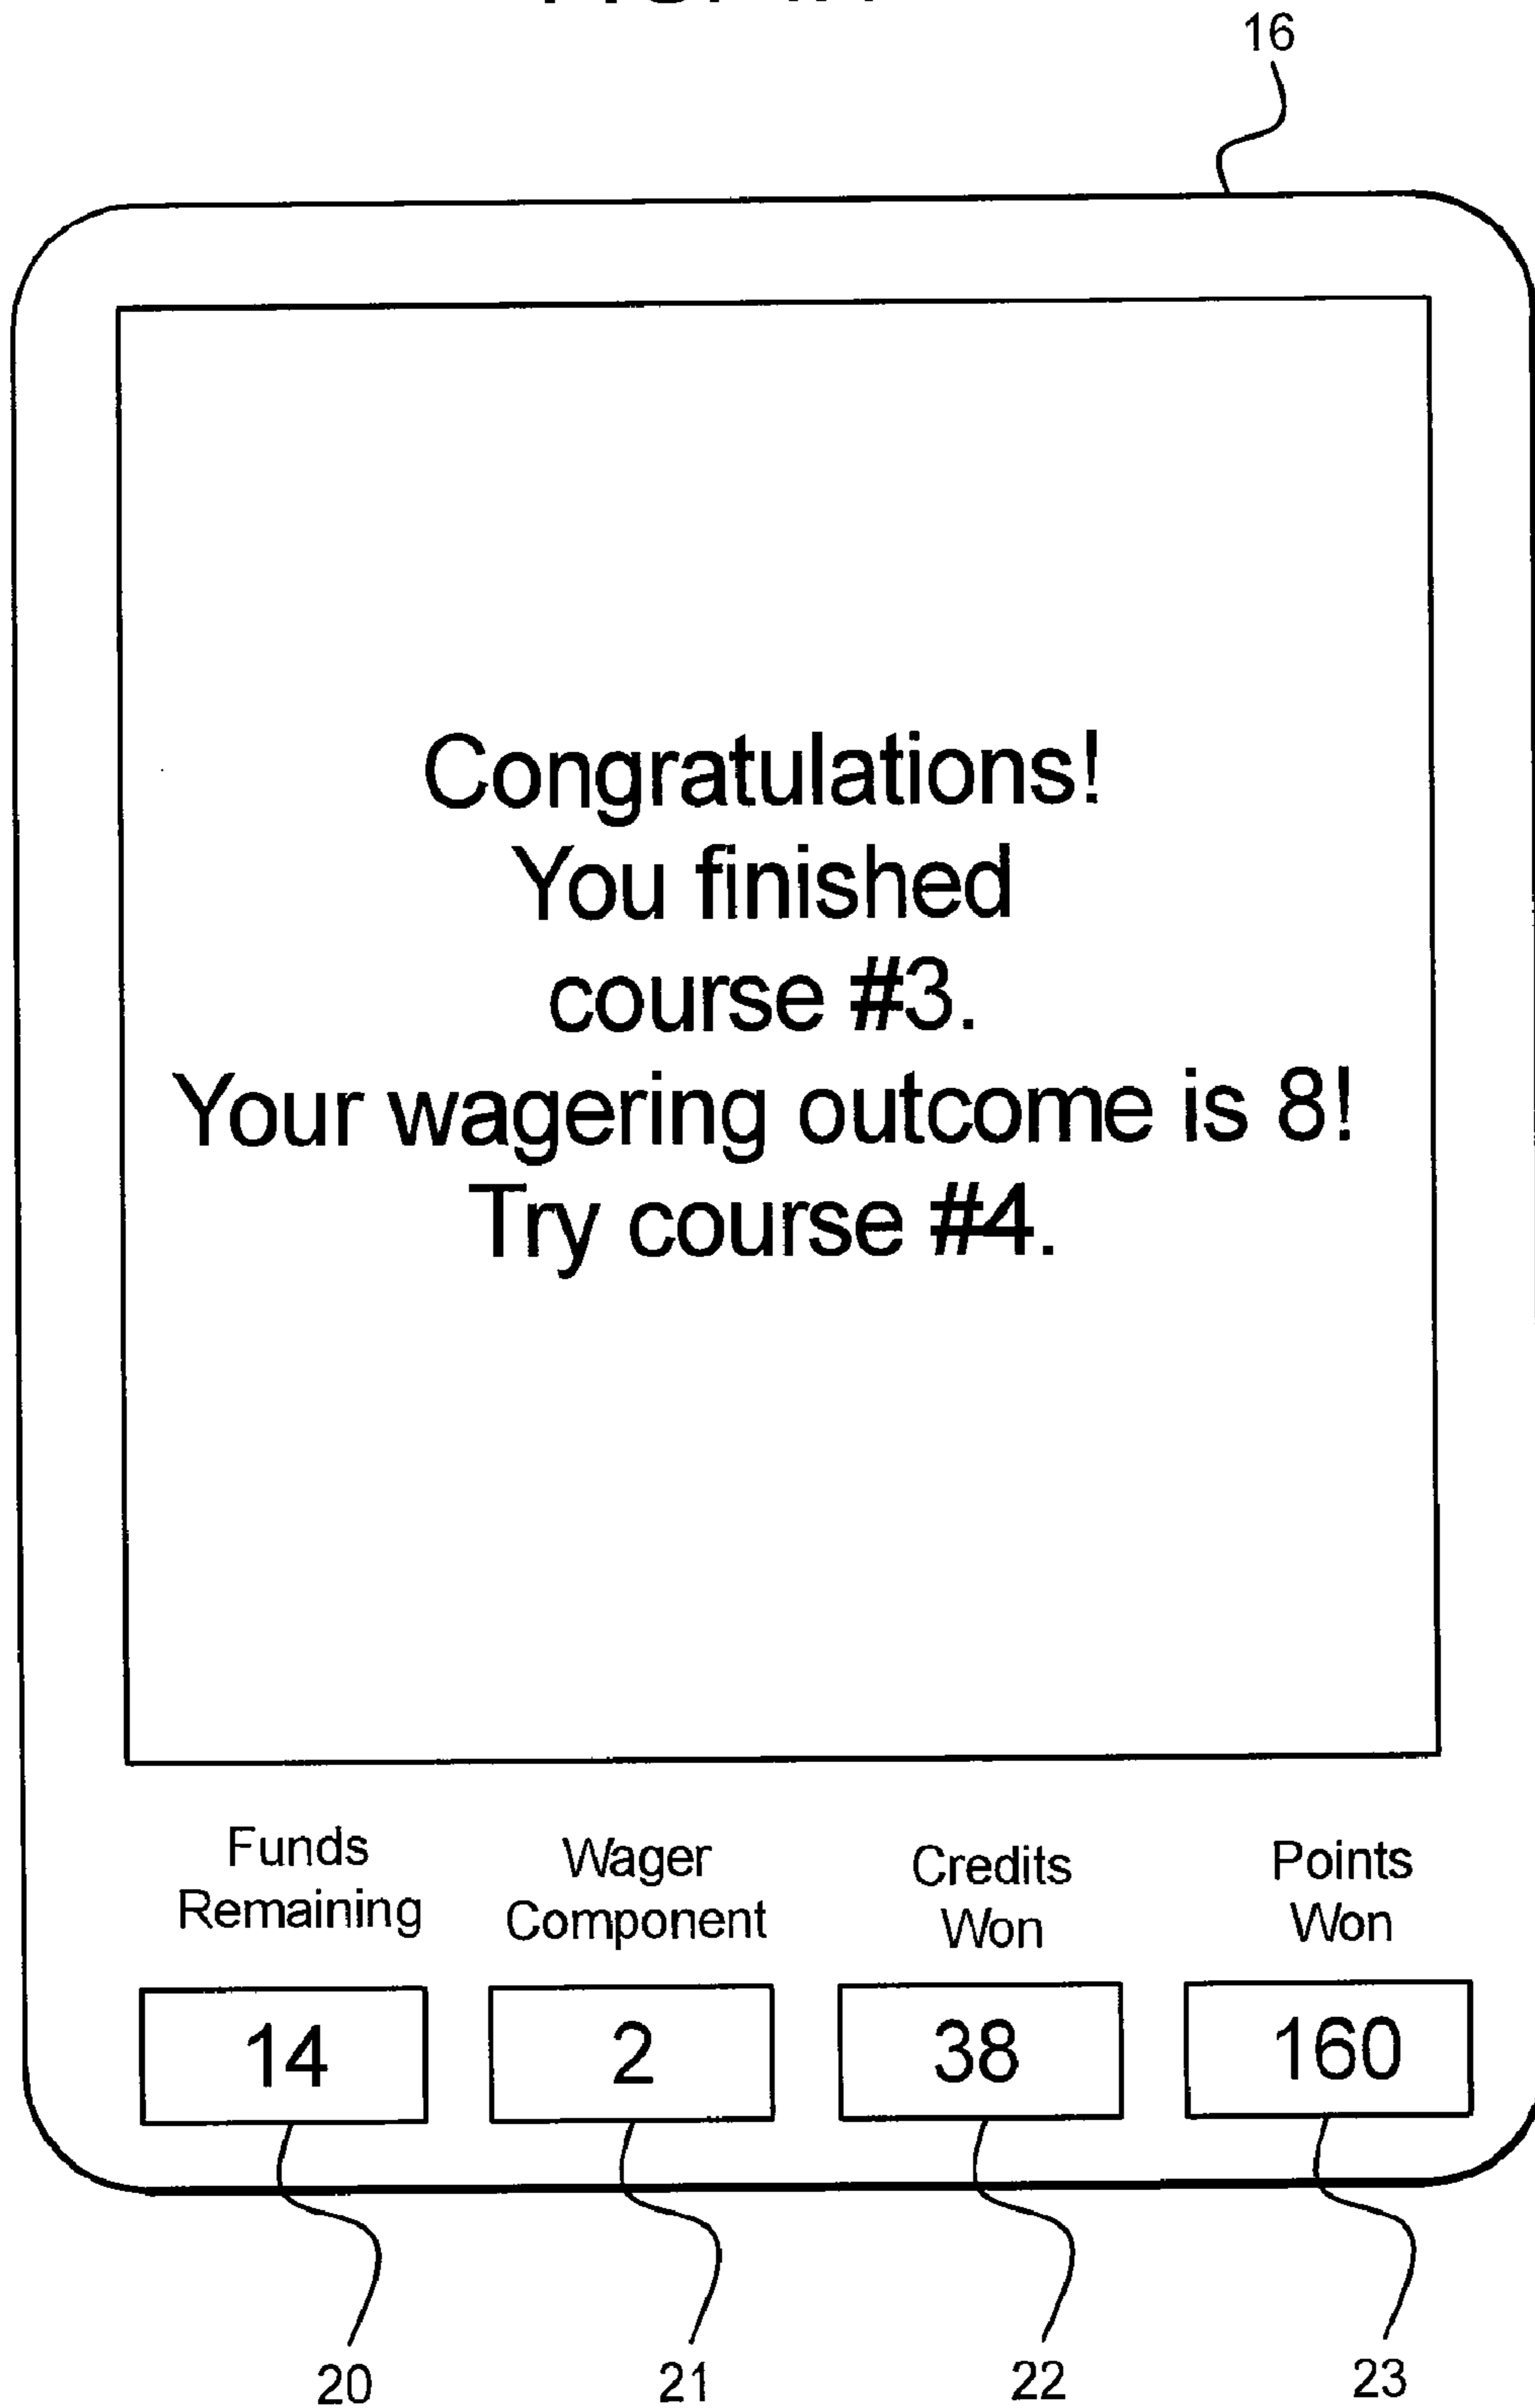 16
Congratulations!
You finished
course #3.
Your wagering outcome is 8!
Try course #4.
Funds Remaining
Wager Component
Credits Won
Points Won
14 2 38 160
20 21 22 23